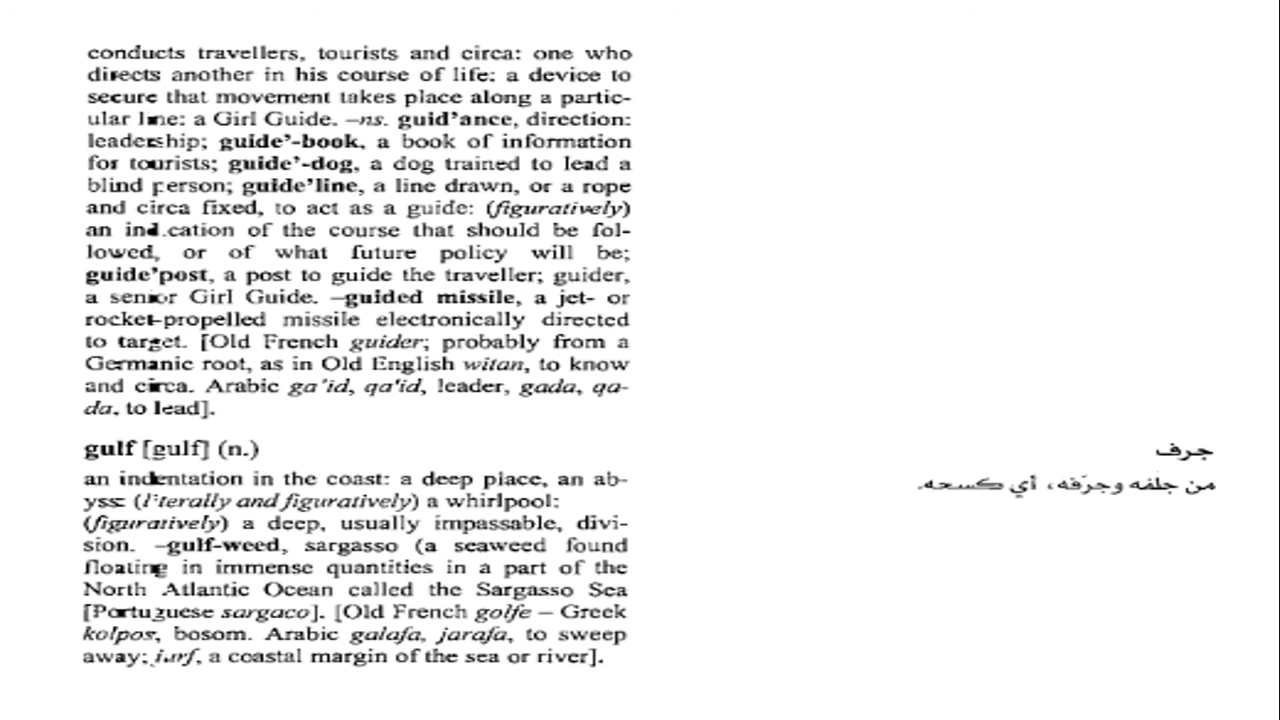 conducts travellers, tourists and circa: one who
directs another in his course of life: a device to
secure that movement takes place along a partic-
ular line: a Girl Guide. –ns. guid’ance, direction:
leadership; guide’-book, a book of information
for tourists; guide’-dog, a dog trained to lead a
blind person; guide’line, a line drawn, or a rope
and circa fixed, to act as a guide: (figuratively)
an indication of the course that should be fol-
lowed, or of what future policy will be;
guide’post, a post to guide the traveller; guider,
a senior Girl Guide. –guided missile, a jet- or
rocket-propelled missile electronically directed
to target. [Old French guider; probably from a
Germanic root, as in Old English witan, to know
and circa. Arabic ga'id, qa'id, leader, gada, qa-
da, to lead].
gulf [gulf] (n.)
an indentation in the coast: a deep place, an ab-
yss: (literally and figuratively) a whirlpool:
(figuratively) a deep, usually impassable, divi-
sion. –gulf-weed, sargasso (a seaweed found
floating in immense quantities in a part of the
North Atlantic Ocean called the Sargasso Sea
[Portuguese sargaco]. [Old French golfe – Greek
kolpos, bosom. Arabic galafa, jarafa, to sweep
away; jurf, a coastal margin of the sea or river].
جرف
من جلفه وجرّفه، أي كسحه.